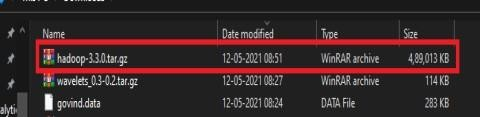 Name Date modified Type Size
hadoop-3.3.0.tar.gz 12-05-2021 08:51 WinRAR archive 4,89,013 KB
wavelets_0.3-0.2.tar.gz 12-05-2021 08:27 WinRAR archive 114 KB
govind.data 12-05-2021 08:24 DATA File 283 KB